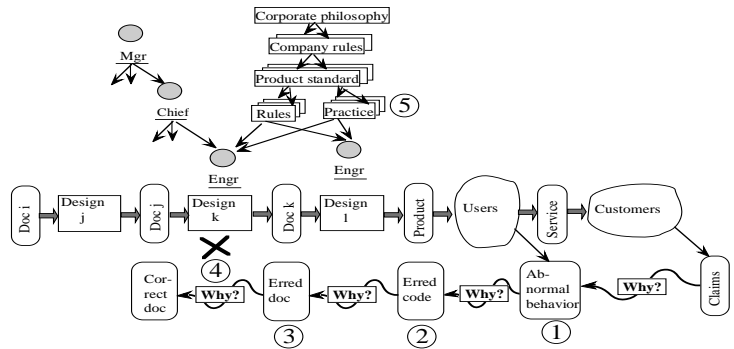 Corporate philosophy
Company rules
Mgr
Product standard
Chief
Rules
Practice
⑤
Engr
Engr
Doc i
Design
j
Doc j
Design
k
Doc k
Design
l
Product
Users
Service
Customers
④
Cor-
rect
doc
Why?
Erred
doc
Why?
Erred
code
Why?
Ab-
normal
behavior
Why?
Claims
③
②
①